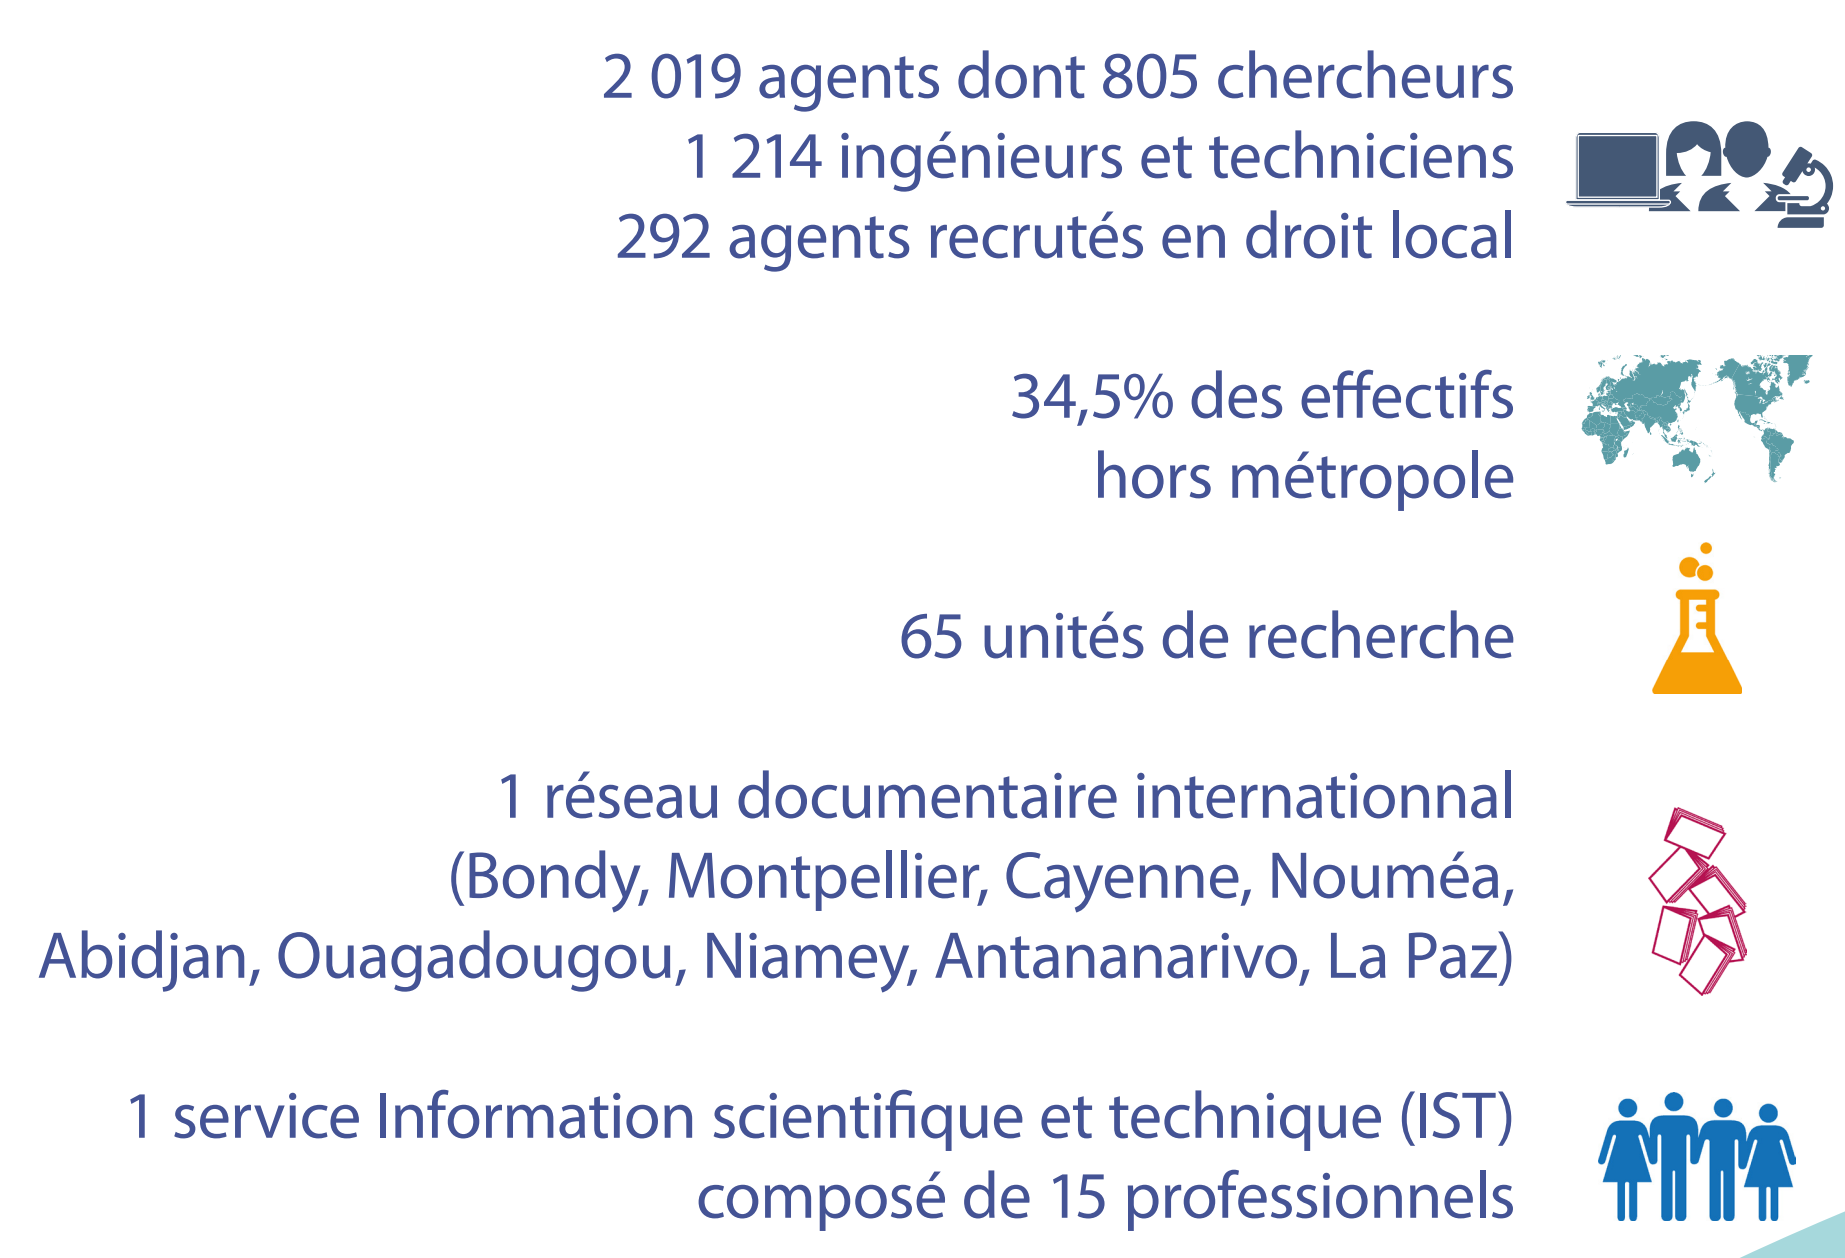 2 019 agents dont 805 chercheurs
1 214 ingénieurs et techniciens
292 agents recrutés en droit local
34,5% des effectifs
hors métropole
65 unités de recherche
1 réseau documentaire internationnal
(Bondy, Montpellier, Cayenne, Nouméa,
Abidjan, Ouagadougou, Niamey, Antananarivo, La Paz)
1 service Information scientifique et technique (IST)
composé de 15 professionnels